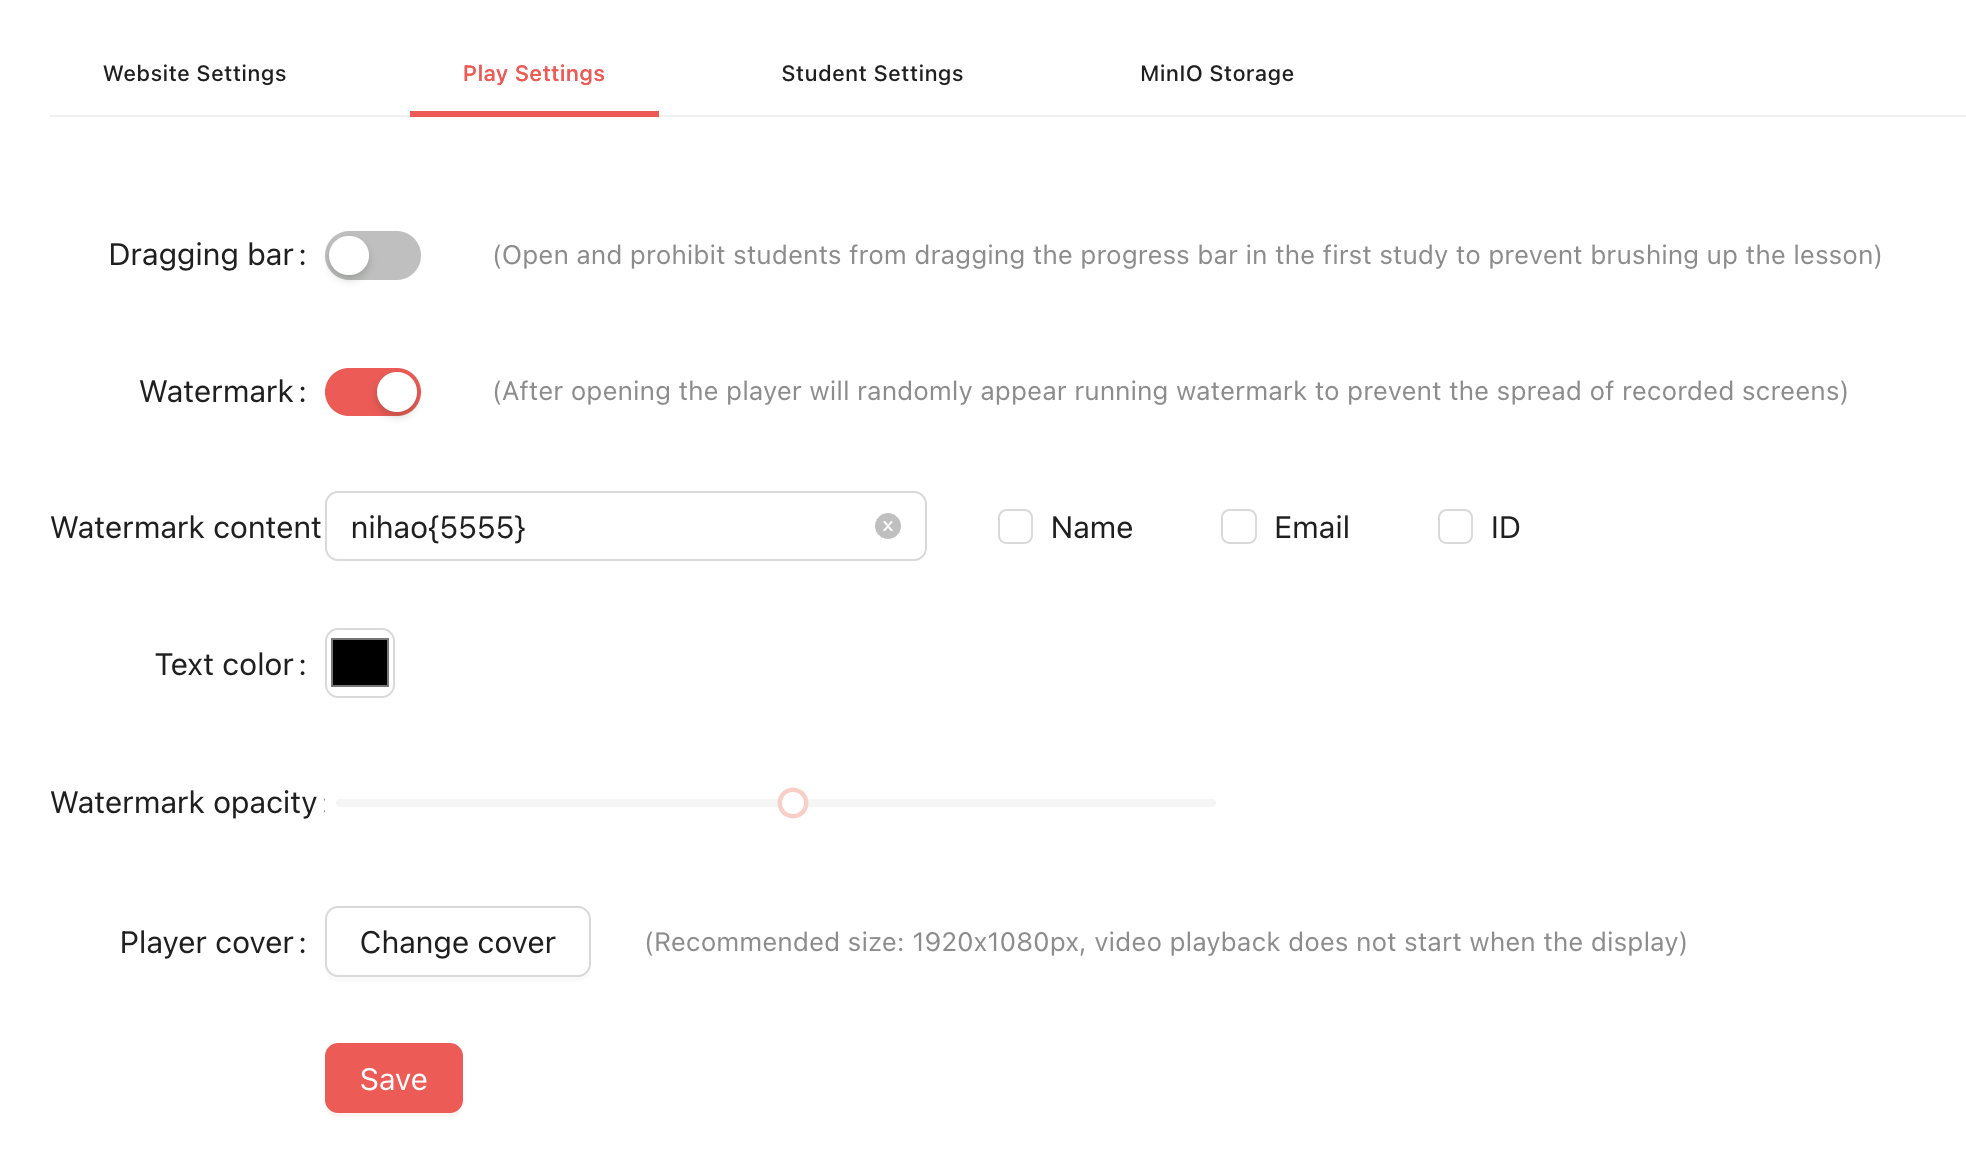 Website Settings Play Settings Student Settings MinIO Storage
Dragging bar: (Open and prohibit students from dragging the progress bar in the first study to prevent brushing up the lesson)
Watermark: (After opening the player will randomly appear running watermark to prevent the spread of recorded screens)
Watermark content nihao{5555} Name Email ID
Text color:
Watermark opacity:
Player cover: Change cover (Recommended size: 1920x1080px, video playback does not start when the display)
Save